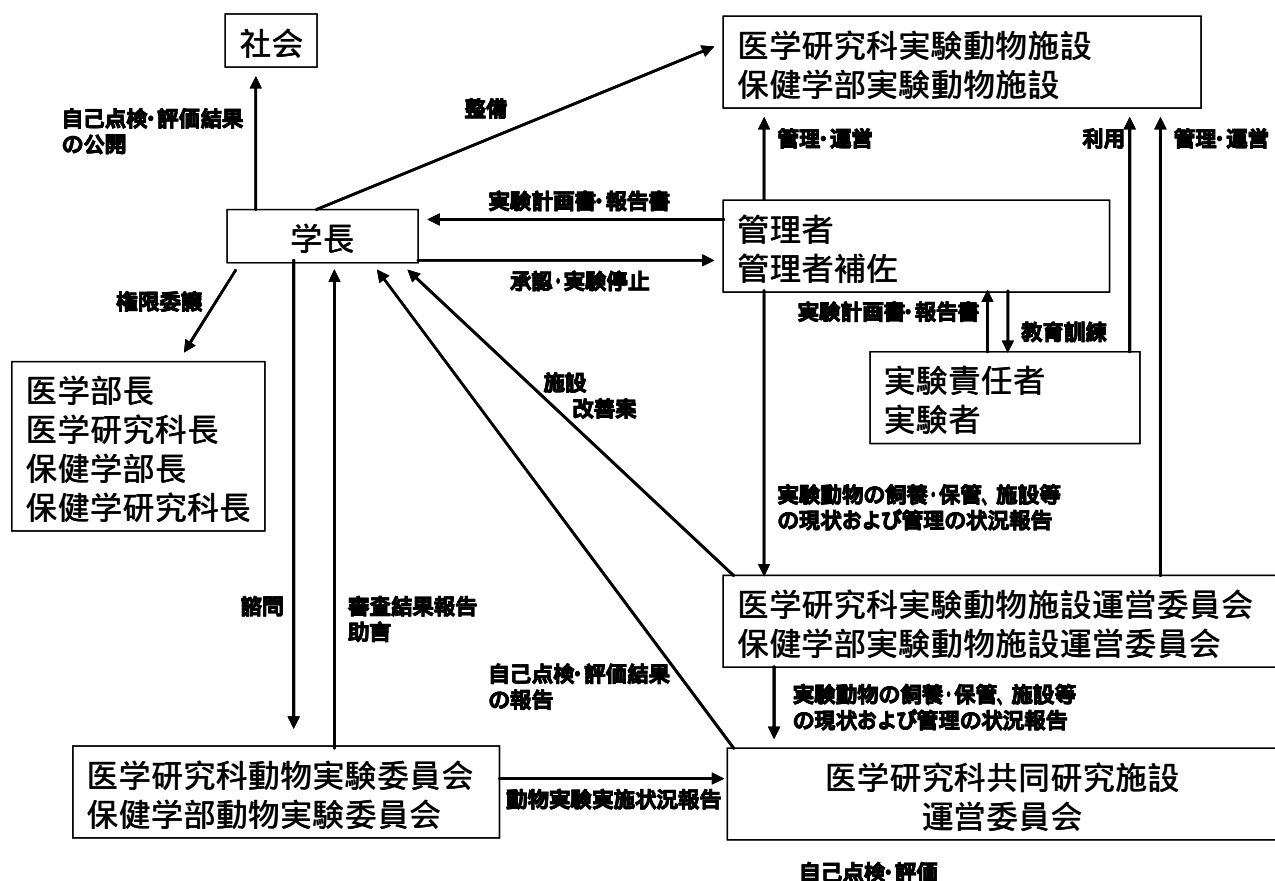 社会
医学研究科実験動物施設
保健学部実験動物施設
自己点検・評価結果
の公開
整備
管理・運営
利用
管理・運営
実験計画書・報告書
学長
管理者
管理者補佐
承認・実験停止
権限委譲
実験計画書・報告書
教育訓練
医学部長
医学研究科長
保健学部長
保健学研究科長
実験責任者
実験者
施設
改善案
実験動物の飼養・保管、施設等
の現状および管理の状況報告
諮問
審査結果報告
助言
医学研究科実験動物施設運営委員会
保健学部実験動物施設運営委員会
自己点検・評価結果
の報告
実験動物の飼養・保管、施設等
の現状および管理の状況報告
医学研究科動物実験委員会
保健学部動物実験委員会
動物実験実施状況報告
医学研究科共同研究施設
運営委員会
自己点検・評価